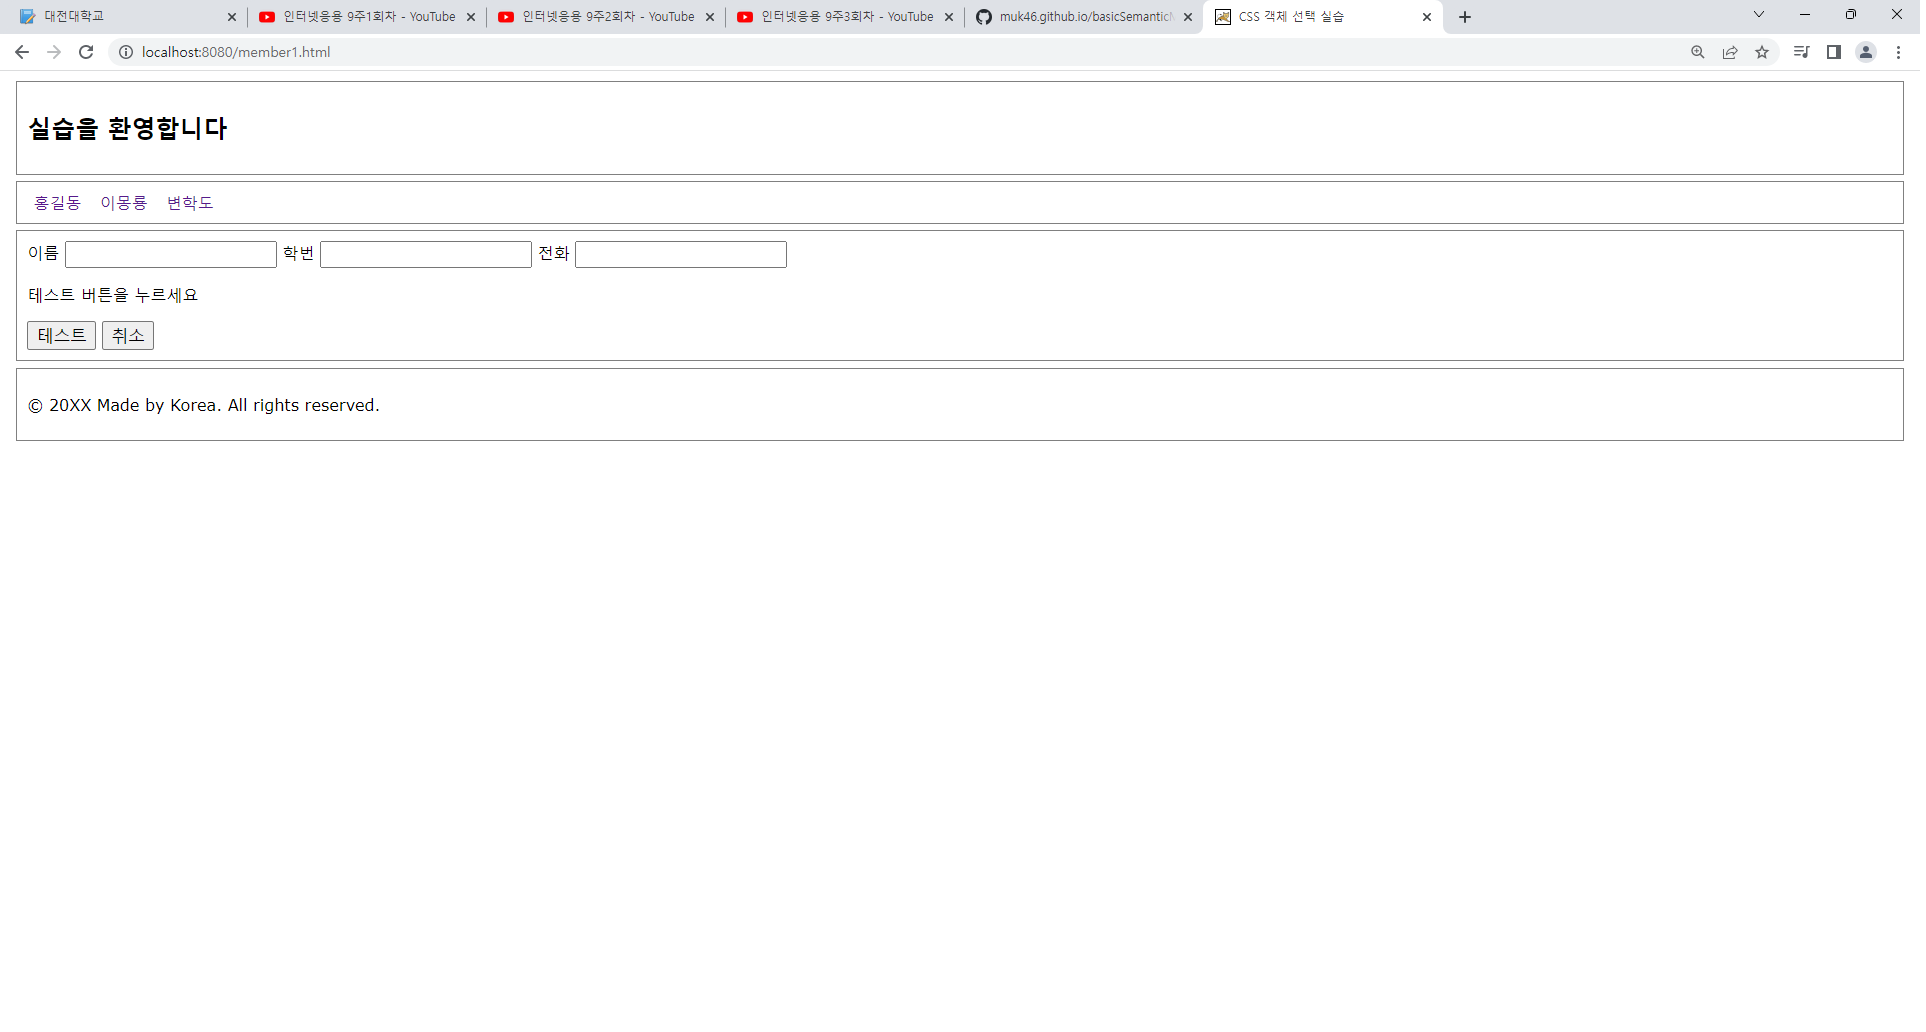 대전대학교
인터넷응용 9주1회차 - YouTube
인터넷응용 9주2회차 - YouTube
인터넷응용 9주3회차 - YouTube
muk46.github.io/basicSemantic
CSS 객체 선택 실습
localhost:8080/member1.html
실습을 환영합니다
홍길동 이몽룡 변학도
이름 학번 전화
테스트 버튼을 누르세요
테스트 취소
© 20XX Made by Korea. All rights reserved.